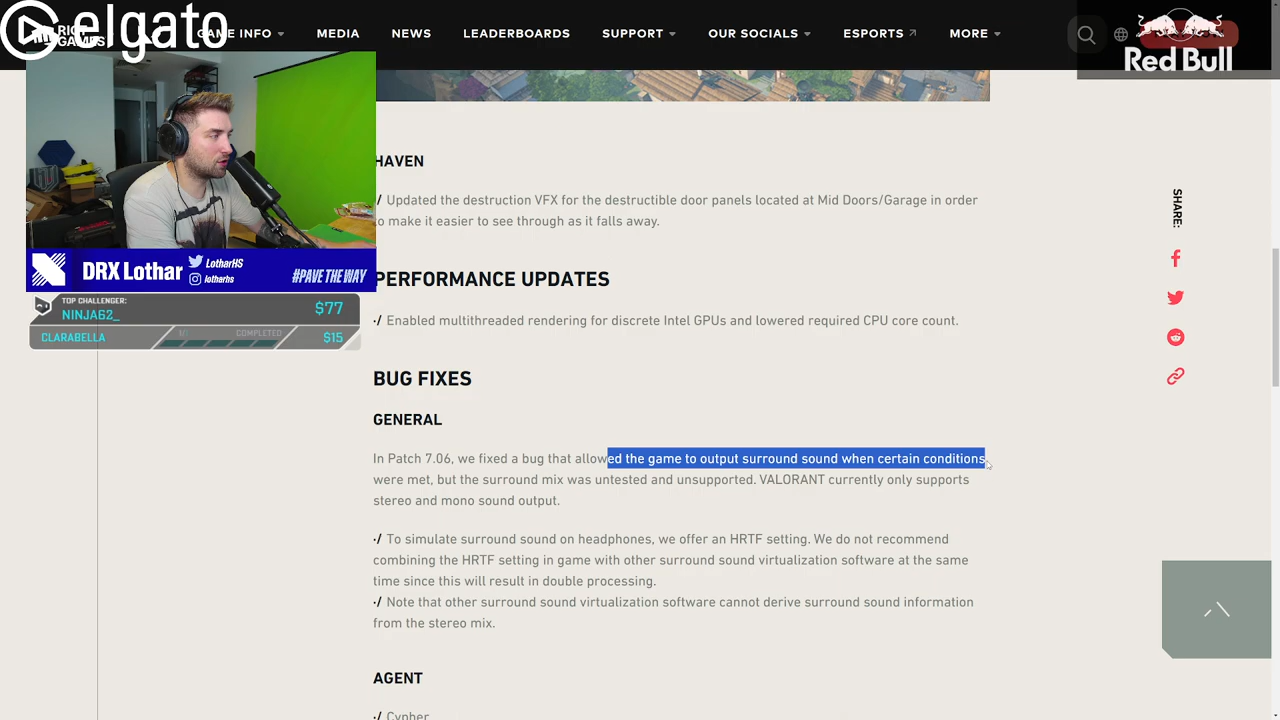 elgato
GAME INFO
MEDIA
NEWS
LEADERBOARDS
SUPPORT
OUR SOCIALS
ESPORTS
MORE
Red Bull
HAVEN
Updated the destruction VFX for the destructible door panels located at Mid Doors/Garage in order
to make it easier to see through as it falls away.
DRX Lothar
LotharHS
lotharhs
#PAVE THE WAY
PERFORMANCE UPDATES
TOP CHALLENGER:
NINJA62_
$77
CLARABELLA
COMPLETED
$15
·/ Enabled multithreaded rendering for discrete Intel GPUs and lowered required CPU core count.
BUG FIXES
GENERAL
In Patch 7.06, we fixed a bug that allowed the game to output surround sound when certain conditions
were met, but the surround mix was untested and unsupported. VALORANT currently only supports
stereo and mono sound output.
·/ To simulate surround sound on headphones, we offer an HRTF setting. We do not recommend
combining the HRTF setting in game with other surround sound virtualization software at the same
time since this will result in double processing.
·/ Note that other surround sound virtualization software cannot derive surround sound information
from the stereo mix.
AGENT
·/ Cypher
SHARE: